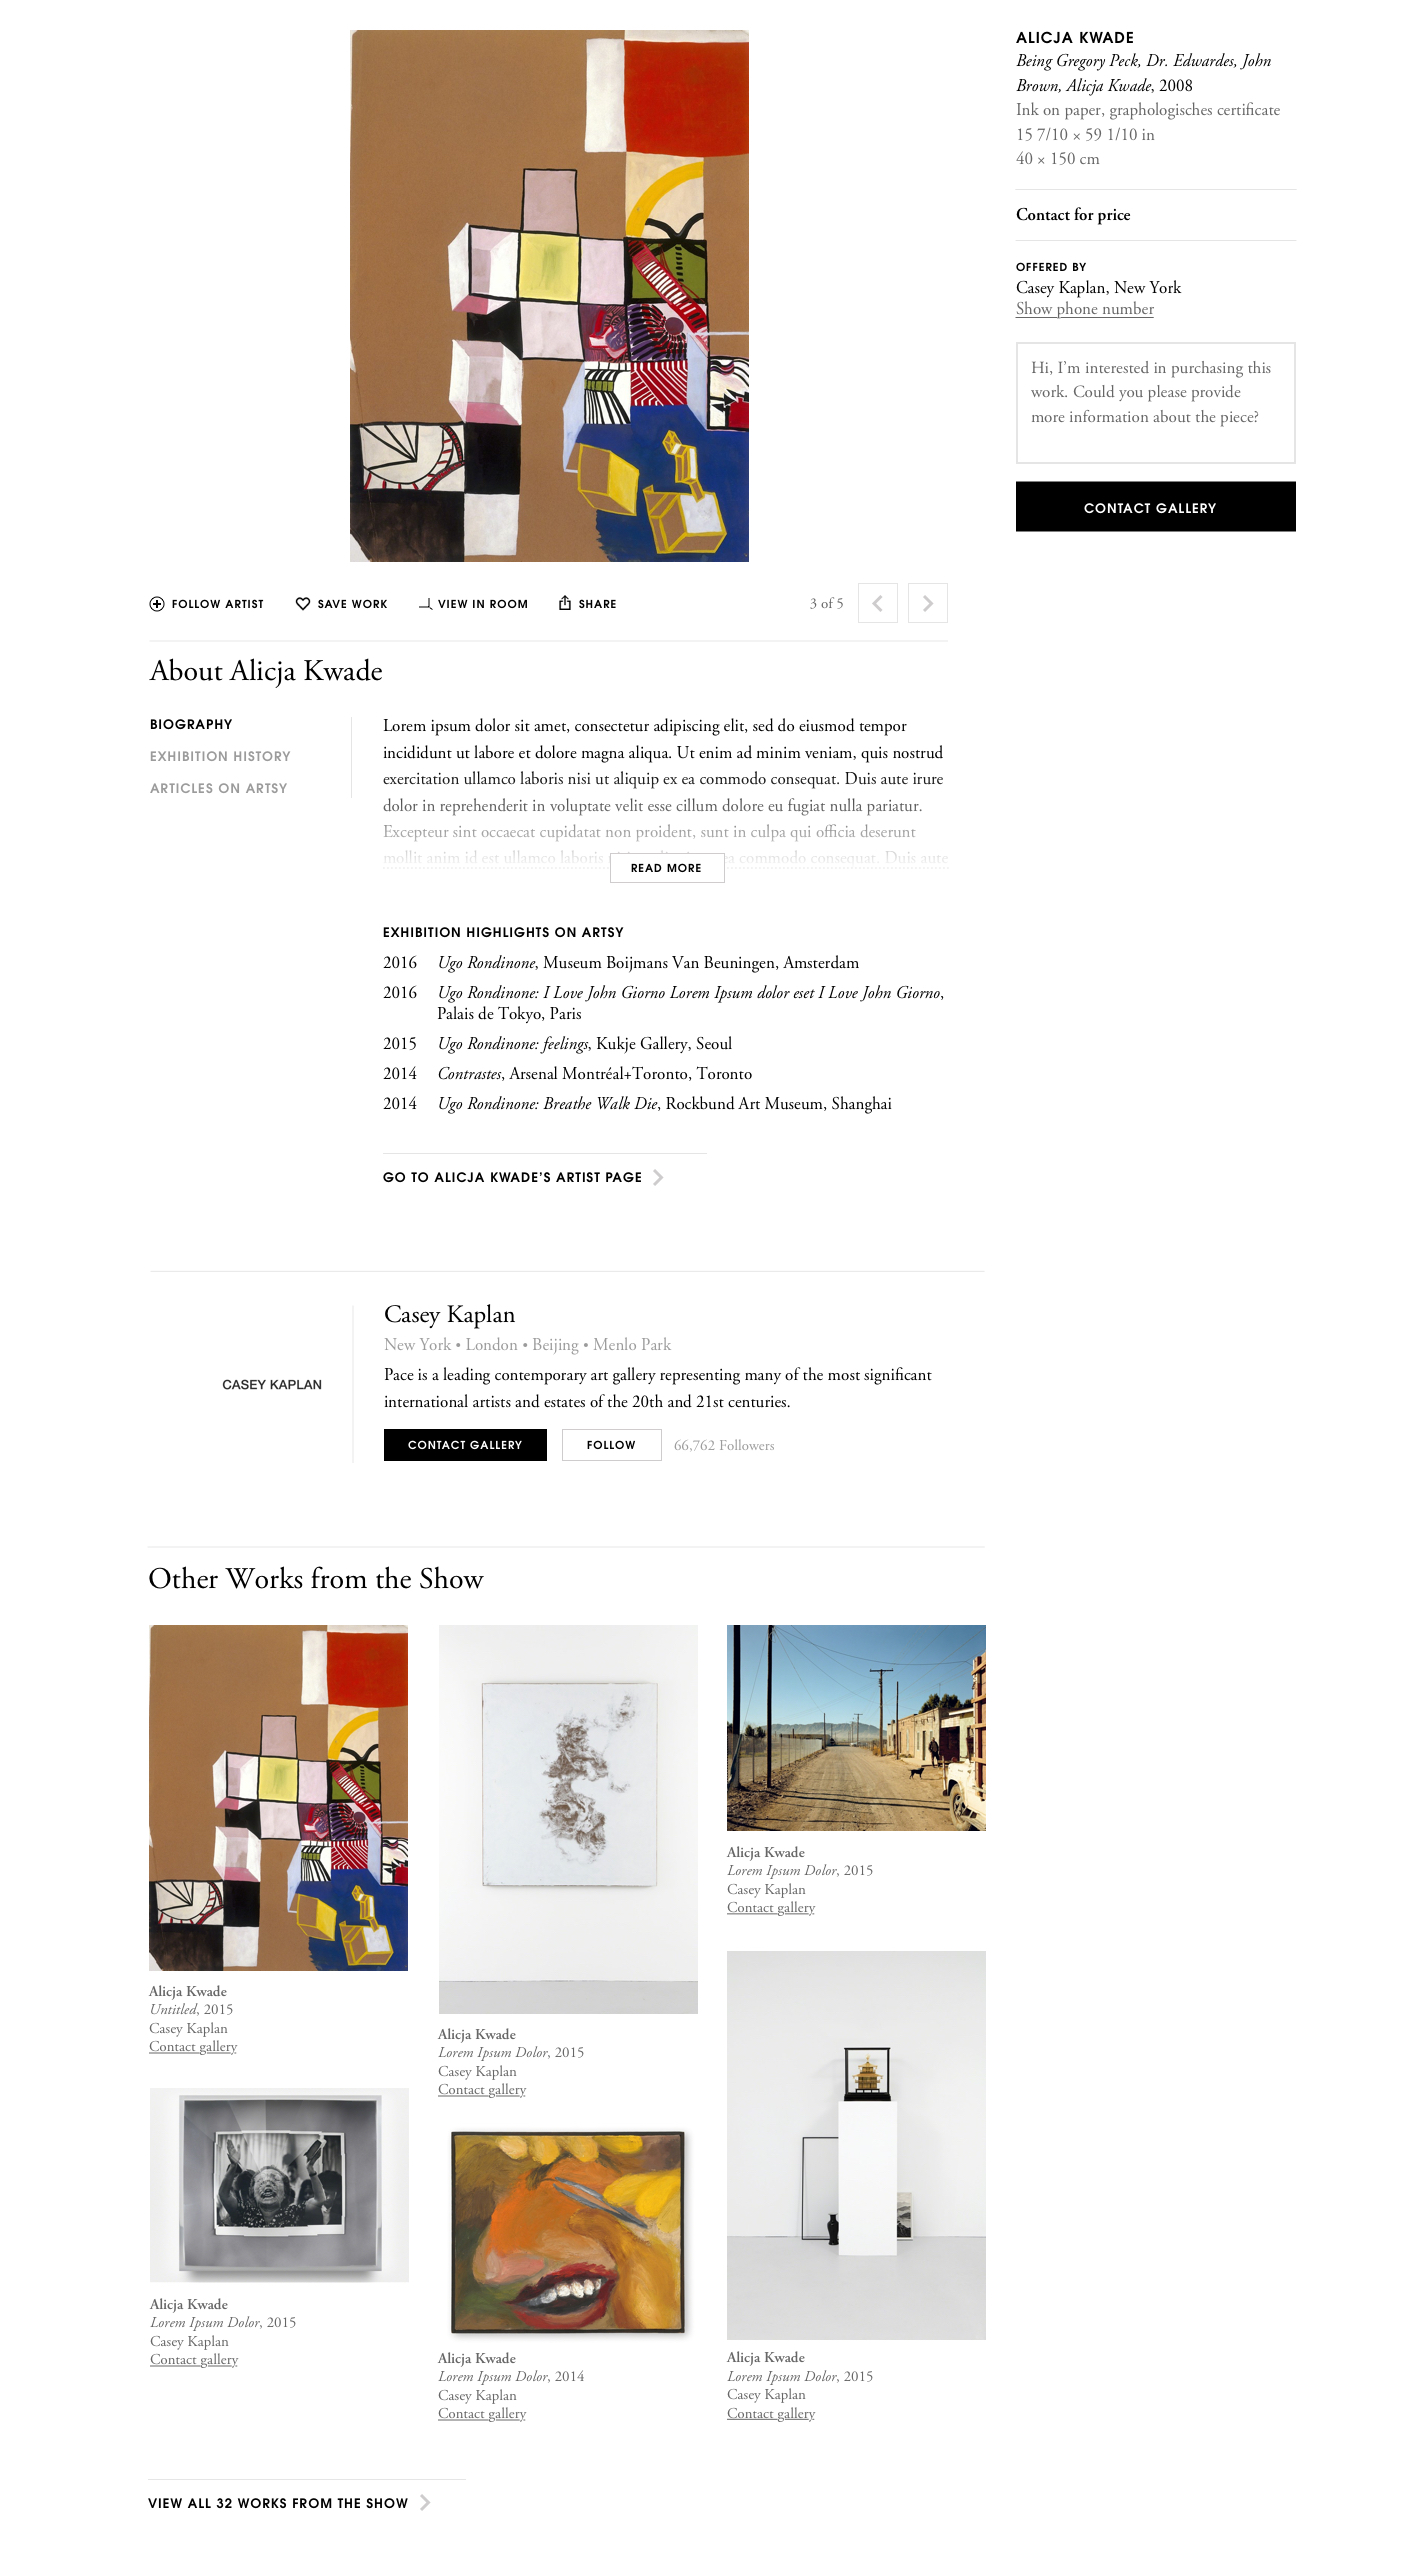 ALICJA KWADE
Being Gregory Peck, Dr. Edwardes, John
Brown, Alicja Kwade, 2008
Ink on paper, graphologisches certificate
15 7/10 × 59 1/10 in
40 × 150 cm
Contact for price
OFFERED BY
Casey Kaplan, New York
Show phone number
Hi, I’m interested in purchasing this
work. Could you please provide
more information about the piece?
CONTACT GALLERY
FOLLOW ARTIST
SAVE WORK
VIEW IN ROOM
SHARE
3 of 5
About Alicja Kwade
BIOGRAPHY
EXHIBITION HISTORY
ARTICLES ON ARTSY
Lorem ipsum dolor sit amet, consectetur adipiscing elit, sed do eiusmod tempor
incididunt ut labore et dolore magna aliqua. Ut enim ad minim veniam, quis nostrud
exercitation ullamco laboris nisi ut aliquip ex ea commodo consequat. Duis aute irure
dolor in reprehenderit in voluptate velit esse cillum dolore eu fugiat nulla pariatur.
Excepteur sint occaecat cupidatat non proident, sunt in culpa qui officia deserunt
mollit anim id est ullamco laboris ea commodo consequat. Duis aute
READ MORE
EXHIBITION HIGHLIGHTS ON ARTSY
2016 Ugo Rondinone, Museum Boijmans Van Beuningen, Amsterdam
2016 Ugo Rondinone: I Love John Giorno Lorem Ipsum dolor eset I Love John Giorno,
Palais de Tokyo, Paris
2015 Ugo Rondinone: feelings, Kukje Gallery, Seoul
2014 Contrastes, Arsenal Montréal+Toronto, Toronto
2014 Ugo Rondinone: Breathe Walk Die, Rockbund Art Museum, Shanghai
GO TO ALICJA KWADE’S ARTIST PAGE
CASEY KAPLAN
Casey Kaplan
New York • London • Beijing • Menlo Park
Pace is a leading contemporary art gallery representing many of the most significant
international artists and estates of the 20th and 21st centuries.
CONTACT GALLERY
FOLLOW
66,762 Followers
Other Works from the Show
Alicja Kwade
Untitled, 2015
Casey Kaplan
Contact gallery
Alicja Kwade
Lorem Ipsum Dolor, 2015
Casey Kaplan
Contact gallery
Alicja Kwade
Lorem Ipsum Dolor, 2015
Casey Kaplan
Contact gallery
Alicja Kwade
Lorem Ipsum Dolor, 2015
Casey Kaplan
Contact gallery
Alicja Kwade
Lorem Ipsum Dolor, 2014
Casey Kaplan
Contact gallery
Alicja Kwade
Lorem Ipsum Dolor, 2015
Casey Kaplan
Contact gallery
VIEW ALL 32 WORKS FROM THE SHOW